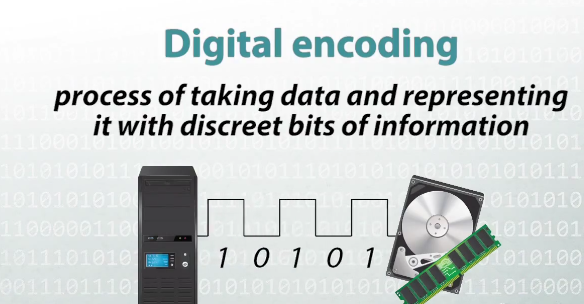 Digital encoding
process of taking data and representing
it with discreet bits of information
1 0 1 0 1